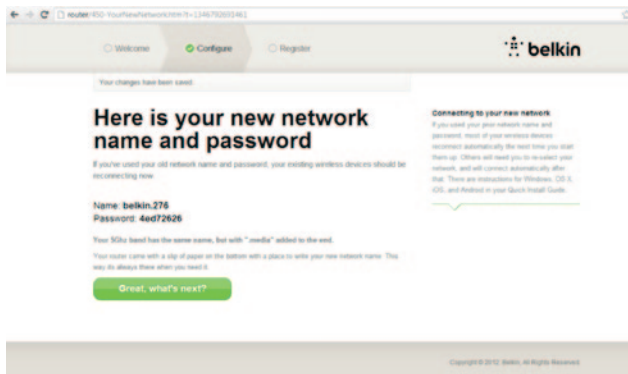 router/450-YourNewNetwork.htm?t=1346792693461
Welcome
Configure
Register
belkin
Your changes have been saved.
Here is your new network
name and password
If you've used your old network name and password, your existing wireless devices should be
reconnecting now.
Name: belkin.276
Password: 4ed72626
Your 5Ghz band has the same name, but with ".media" added to the end.
Your router came with a slip of paper on the bottom with a place to write your new network name. This
way its always there when you need it.
Great, what's next?
Connecting to your new network
If you used your prior network name and
password, most of your wireless devices
reconnect automatically the next time you start
them up. Others will need you to re-select your
network, and will connect automatically after
that. There are instructions for Windows, OS X,
iOS, and Android in your Quick Install Guide.
Copyright © 2012. Belkin, All Rights Reserved.